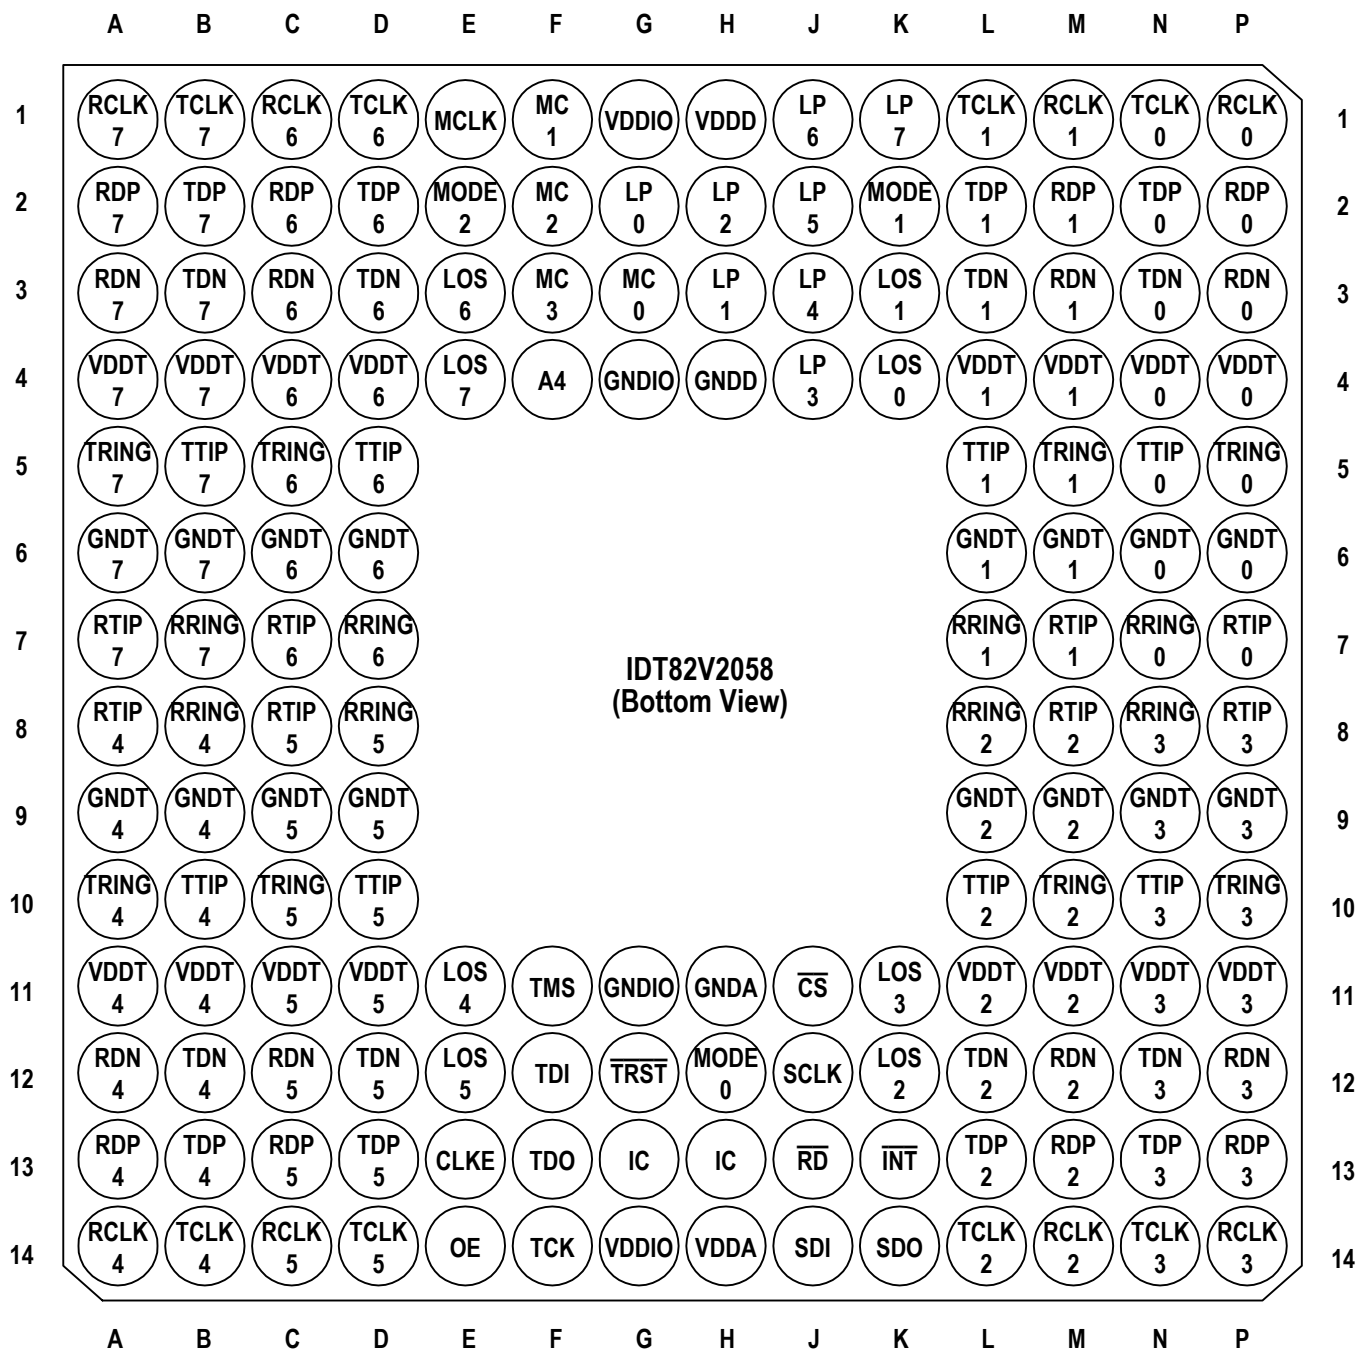 A B C D E F G H J K L M N P
1 RCLK TCLK RCLK TCLK MCLK MC VDDIO VDDD LP LP TCLK RCLK TCLK RCLK 1
7 7 6 6 1 6 7 1 1 0 0
2 RDP TDP RDP TDP MODE MC LP LP LP MODE TDP RDP TDP RDP 2
7 7 6 6 2 2 0 2 5 1 1 1 0 0
3 RDN TDN RDN TDN LOS MC MC LP LP LOS TDN RDN TDN RDN 3
7 7 6 6 6 3 0 1 4 1 1 1 0 0
4 VDDT VDDT VDDT VDDT LOS A4 GNDIO GNDD LP LOS VDDT VDDT VDDT VDDT 4
7 7 6 6 7 3 0 1 1 0 0
5 TRING TTIP TRING TTIP TTIP TRING TTIP TRING 5
7 7 6 6 1 1 0 0
6 GNDT GNDT GNDT GNDT GNDT GNDT GNDT GNDT 6
7 7 6 6 1 1 0 0
7 RTIP RRING RTIP RRING RRING RTIP RRING RTIP 7
7 7 6 6 1 1 0 0
IDT82V2058
(Bottom View)
8 RTIP RRING RTIP RRING RRING RTIP RRING RTIP 8
4 4 5 5 2 2 3 3
9 GNDT GNDT GNDT GNDT GNDT GNDT GNDT GNDT 9
4 4 5 5 2 2 3 3
10 TRING TTIP TRING TTIP TTIP TRING TTIP TRING 10
4 4 5 5 2 2 3 3
11 VDDT VDDT VDDT VDDT LOS TMS GNDIO GNDA CS LOS VDDT VDDT VDDT VDDT 11
4 4 5 5 4 3 2 2 3 3
12 RDN TDN RDN TDN LOS TDI TRST MODE SCLK LOS TDN RDN TDN RDN 12
4 4 5 5 5 0 2 2 2 3 3
13 RDP TDP RDP TDP CLKE TDO IC IC RD INT TDP RDP TDP RDP 13
4 4 5 5 2 2 3 3
14 RCLK TCLK RCLK TCLK OE TCK VDDIO VDDA SDI SDO TCLK RCLK TCLK RCLK 14
4 4 5 5 2 2 3 3
A B C D E F G H J K L M N P